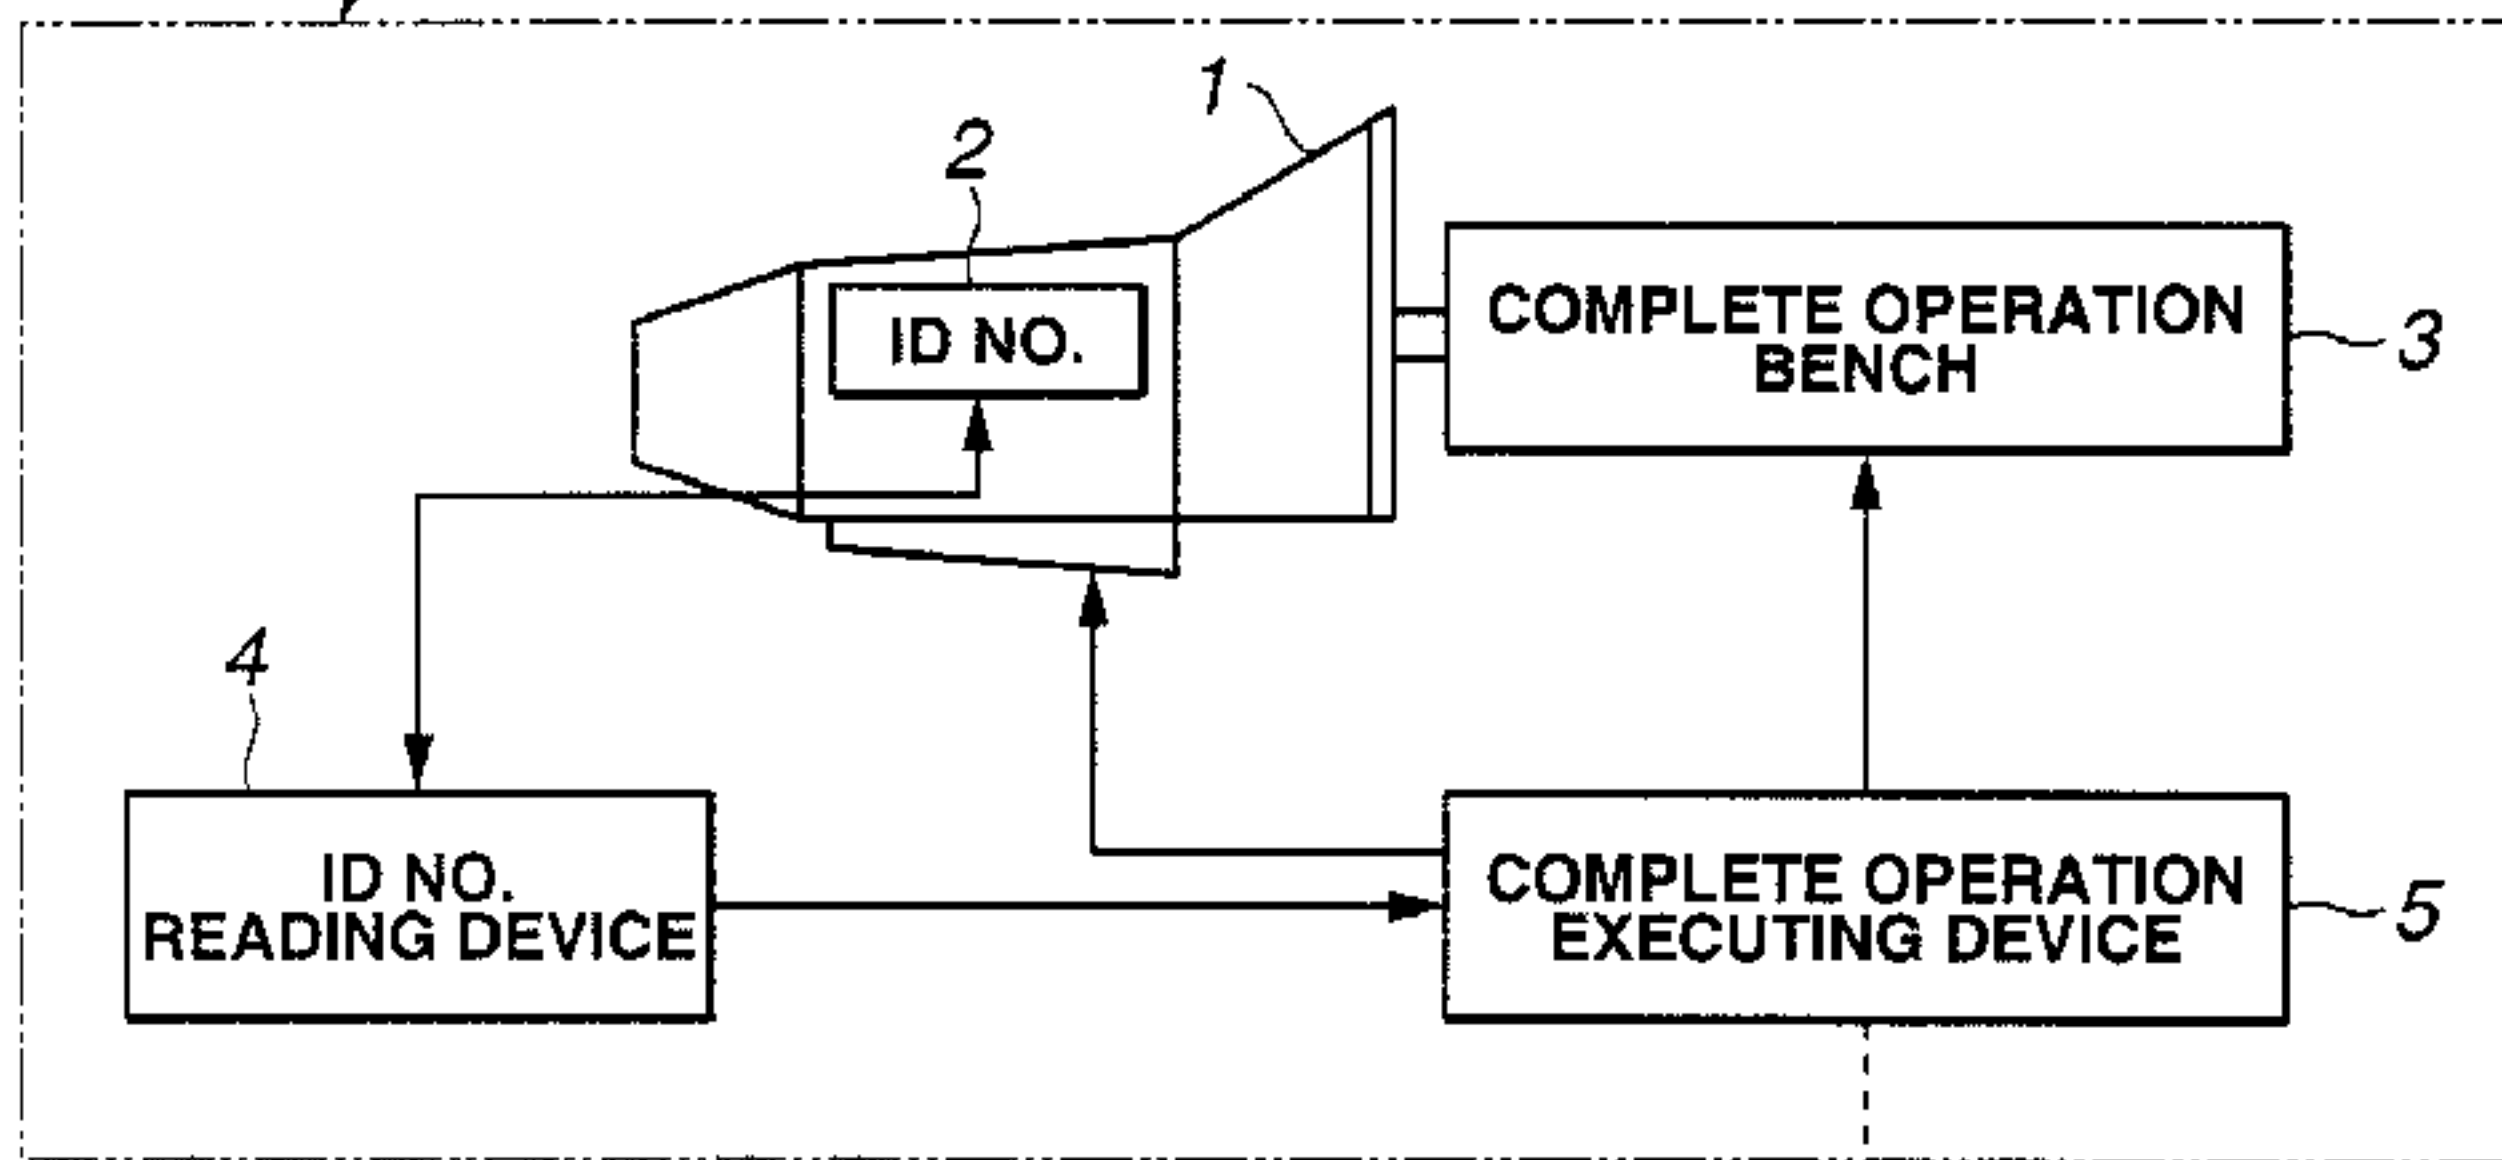 1
2
ID NO.
COMPLETE OPERATION
BENCH
3
4
ID NO.
READING DEVICE
COMPLETE OPERATION
EXECUTING DEVICE
5